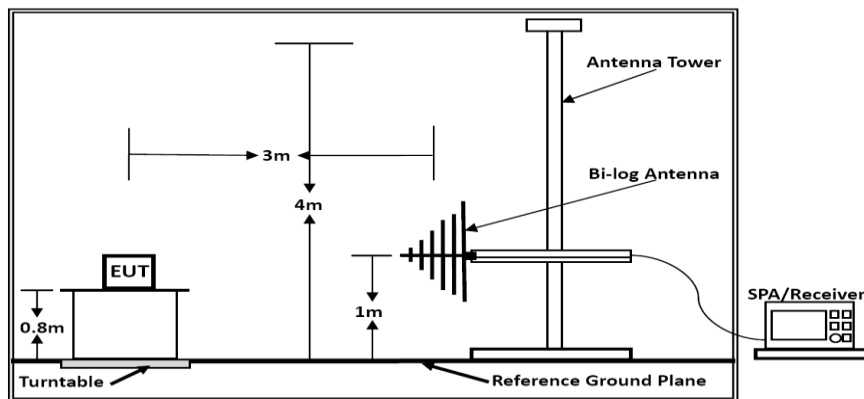 Antenna Tower
3m
Bi-log Antenna
4m
EUT
1m
0.8m
SPA/Receiver
Turntable
Reference Ground Plane